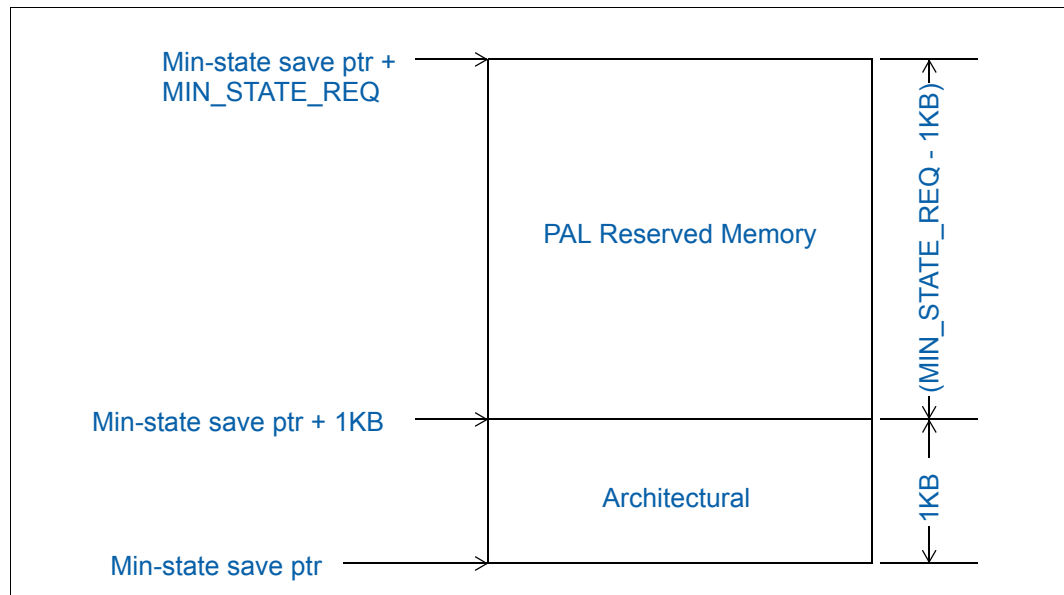 Min-state save ptr +
MIN_STATE_REQ
(MIN_STATE_REQ - 1KB)
PAL Reserved Memory
Min-state save ptr + 1KB
Architectural
1KB
Min-state save ptr